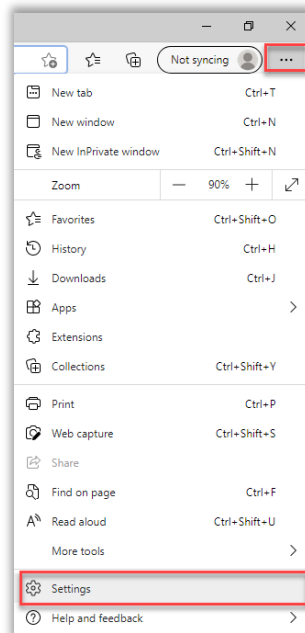 Not syncing
New tab Ctrl+T
New window Ctrl+N
New InPrivate window Ctrl+Shift+N
Zoom 90%
Favorites Ctrl+Shift+O
History Ctrl+H
Downloads Ctrl+J
Apps
Extensions
Collections Ctrl+Shift+Y
Print Ctrl+P
Web capture Ctrl+Shift+S
Share
Find on page Ctrl+F
Read aloud Ctrl+Shift+U
More tools
Settings
Help and feedback